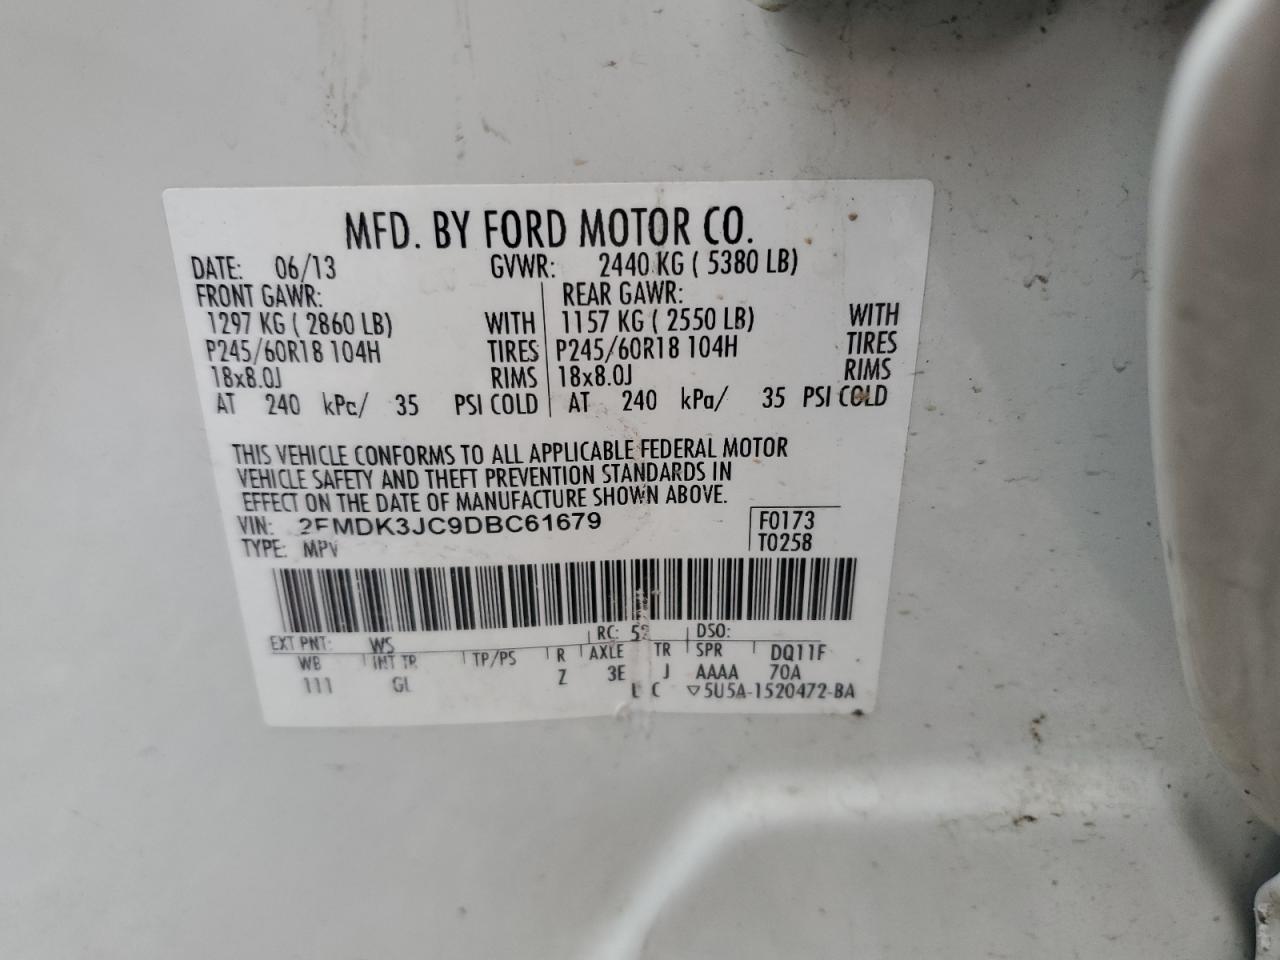 MFD. BY FORD MOTOR CO.
DATE: 06/13 GVWR: 2440 KG ( 5380 LB)
FRONT GAWR: REAR GAWR:
1297 KG ( 2860 LB) WITH 1157 KG ( 2550 LB) WITH
P245/60R18 104H TIRES P245/60R18 104H TIRES
18x8.0J RIMS 18x8.0J RIMS
AT 240 kPa/ 35 PSI COLD AT 240 kPa/ 35 PSI COLD
THIS VEHICLE CONFORMS TO ALL APPLICABLE FEDERAL MOTOR
VEHICLE SAFETY AND THEFT PREVENTION STANDARDS IN
EFFECT ON THE DATE OF MANUFACTURE SHOWN ABOVE.
VIN: 2FMDK3JC9DBC61679 F0173
TYPE: MPV T0258
EXT PNT: WS RC: 52 DSO:
WB INT TR TP/PS R AXLE TR SPR DQ11F
111 GL Z 3E J AAAA 70A
C ▽5U5A-1520472-BA